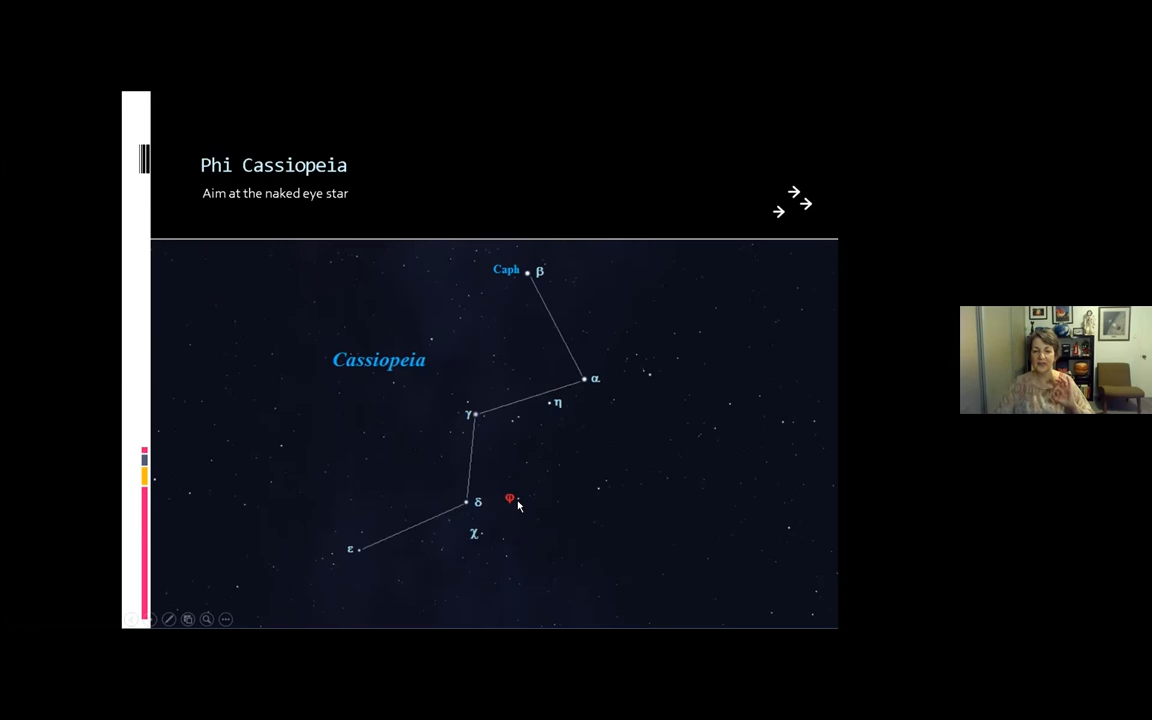 Phi Cassiopeia
Aim at the naked eye star
Caph β
Cassiopeia
α
η
γ
φ
δ
χ
ε